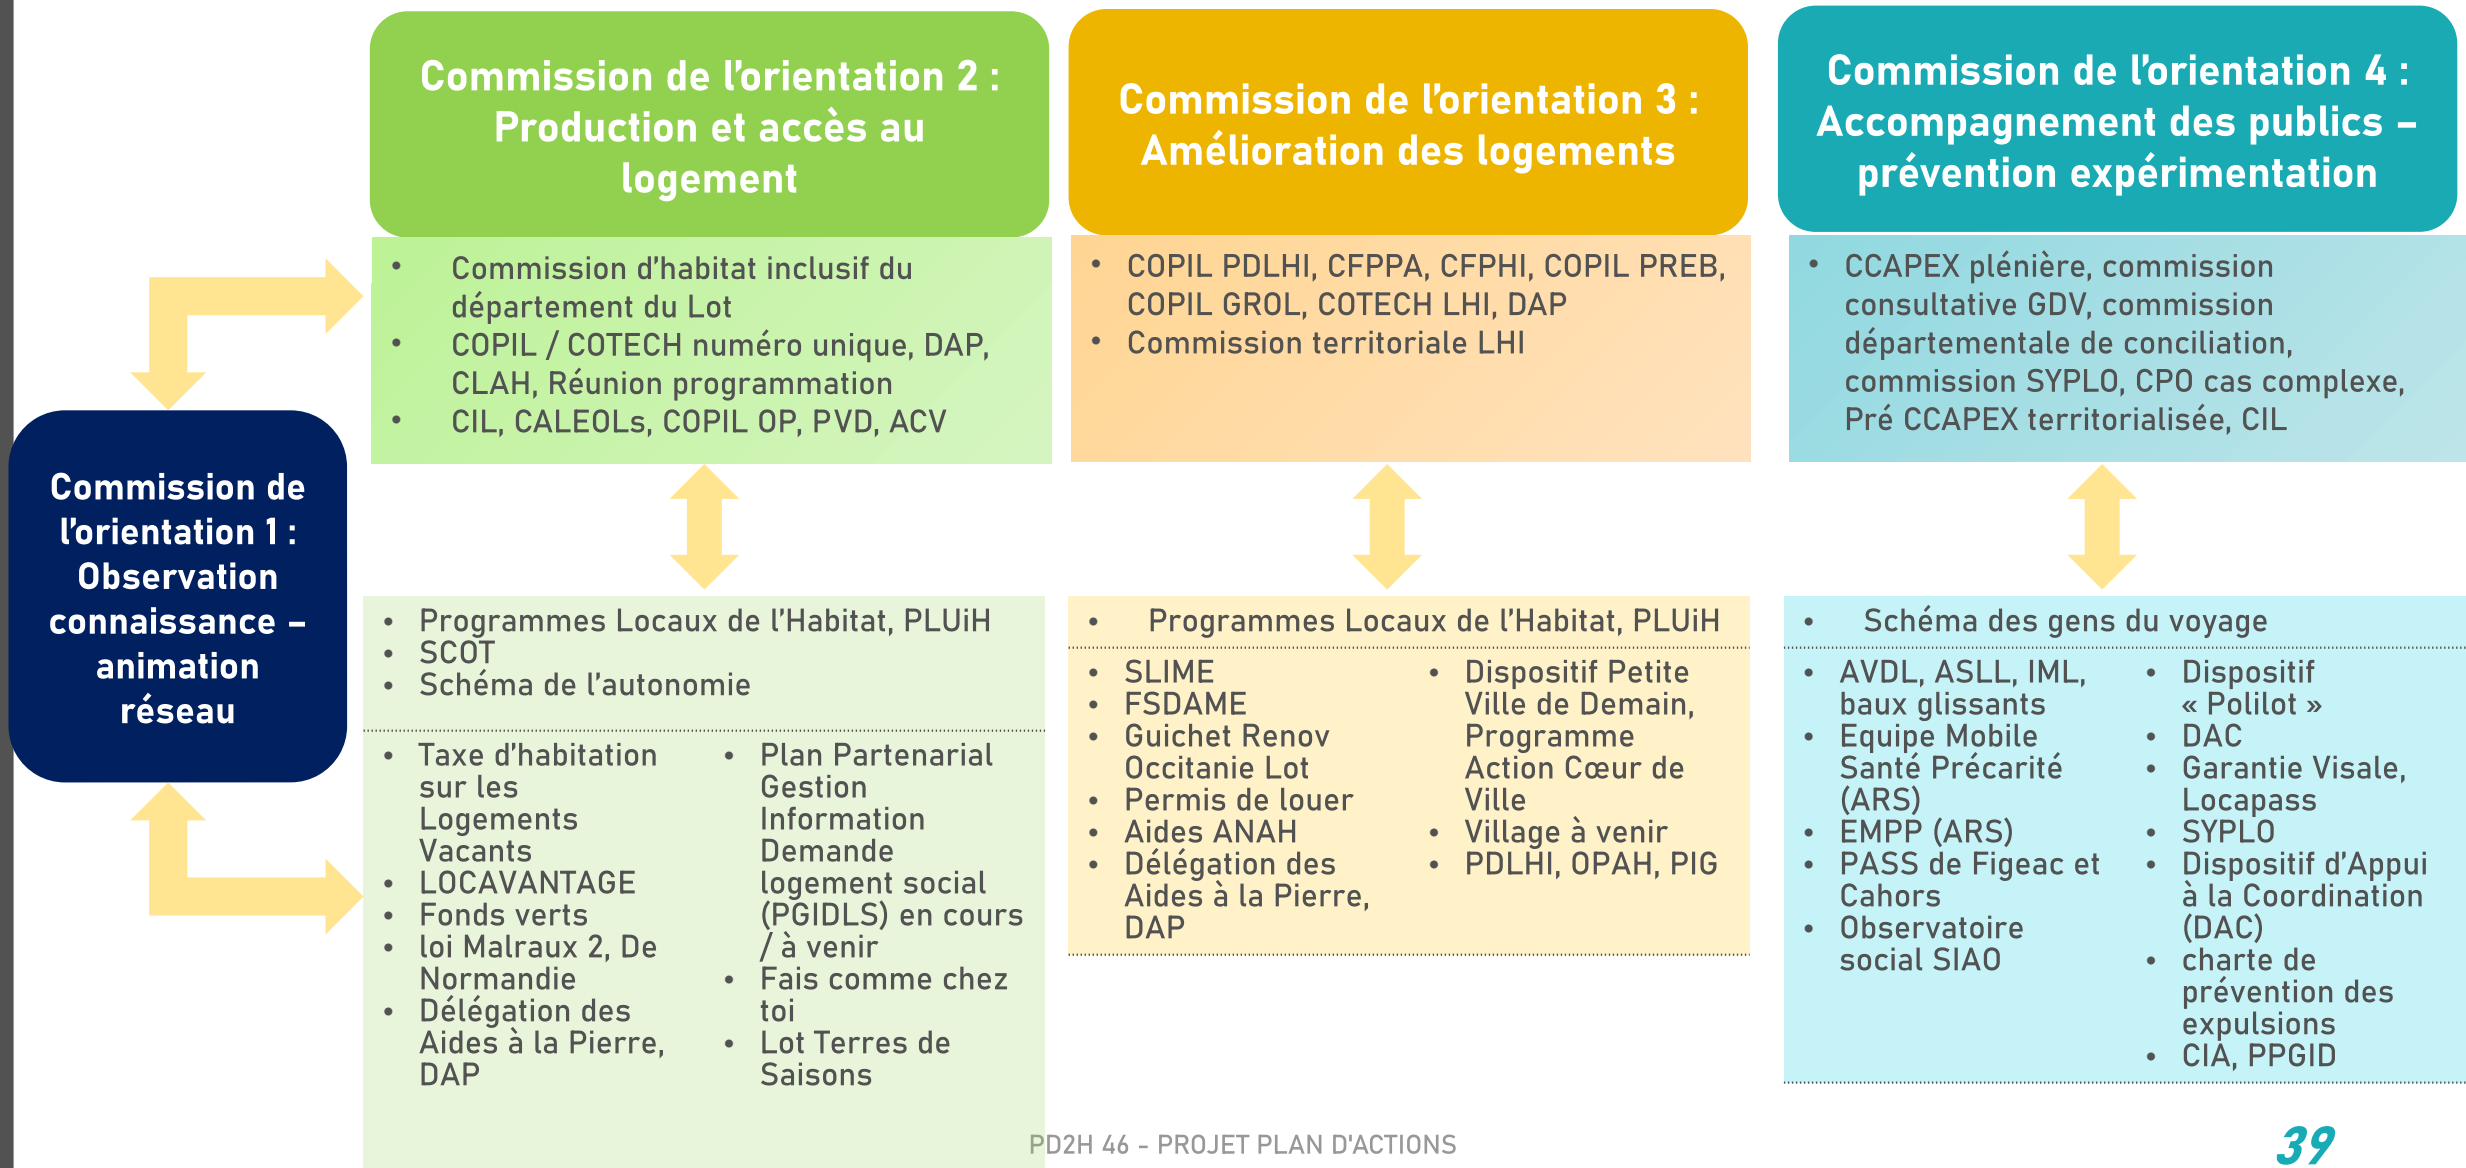 Commission de l’orientation 2 :
Production et accès au
logement
Commission de l’orientation 3 :
Amélioration des logements
Commission de l’orientation 4 :
Accompagnement des publics –
prévention expérimentation
• Commission d’habitat inclusif du
département du Lot
• COPIL / COTECH numéro unique, DAP,
CLAH, Réunion programmation
• CIL, CALEOLs, COPIL OP, PVD, ACV
• COPIL PDLHI, CFPPA, CFPHI, COPIL PREB,
COPIL GROL, COTECH LHI, DAP
• Commission territoriale LHI
• CCAPEX plénière, commission
consultative GDV, commission
départementale de conciliation,
commission SYPLO, CPO cas complexe,
Pré CCAPEX territorialisée, CIL
Commission de
l’orientation 1 :
Observation
connaissance –
animation
réseau
• Programmes Locaux de l’Habitat, PLUiH
• SCOT
• Schéma de l’autonomie
• Taxe d’habitation
sur les
Logements
Vacants
• LOCAVANTAGE
• Fonds verts
• loi Malraux 2, De
Normandie
• Délégation des
Aides à la Pierre,
DAP
• Plan Partenarial
Gestion
Information
Demande
logement social
(PGIDLS) en cours
/ à venir
• Fais comme chez
toi
• Lot Terres de
Saisons
• Programmes Locaux de l’Habitat, PLUiH
• SLIME
• FSDAME
• Guichet Renov
Occitanie Lot
• Permis de louer
• Aides ANAH
• Délégation des
Aides à la Pierre,
DAP
• Dispositif Petite
Ville de Demain,
Programme
Action Cœur de
Ville
• Village à venir
• PDLHI, OPAH, PIG
• Schéma des gens du voyage
• AVDL, ASLL, IML,
baux glissants
• Equipe Mobile
Santé Précarité
(ARS)
• EMPP (ARS)
• PASS de Figeac et
Cahors
• Observatoire
social SIAO
• Dispositif
« Polilot »
• DAC
• Garantie Visale,
Locapass
• SYPLO
• Dispositif d’Appui
à la Coordination
(DAC)
• charte de
prévention des
expulsions
• CIA, PPGID
PD2H 46 - PROJET PLAN D'ACTIONS
39